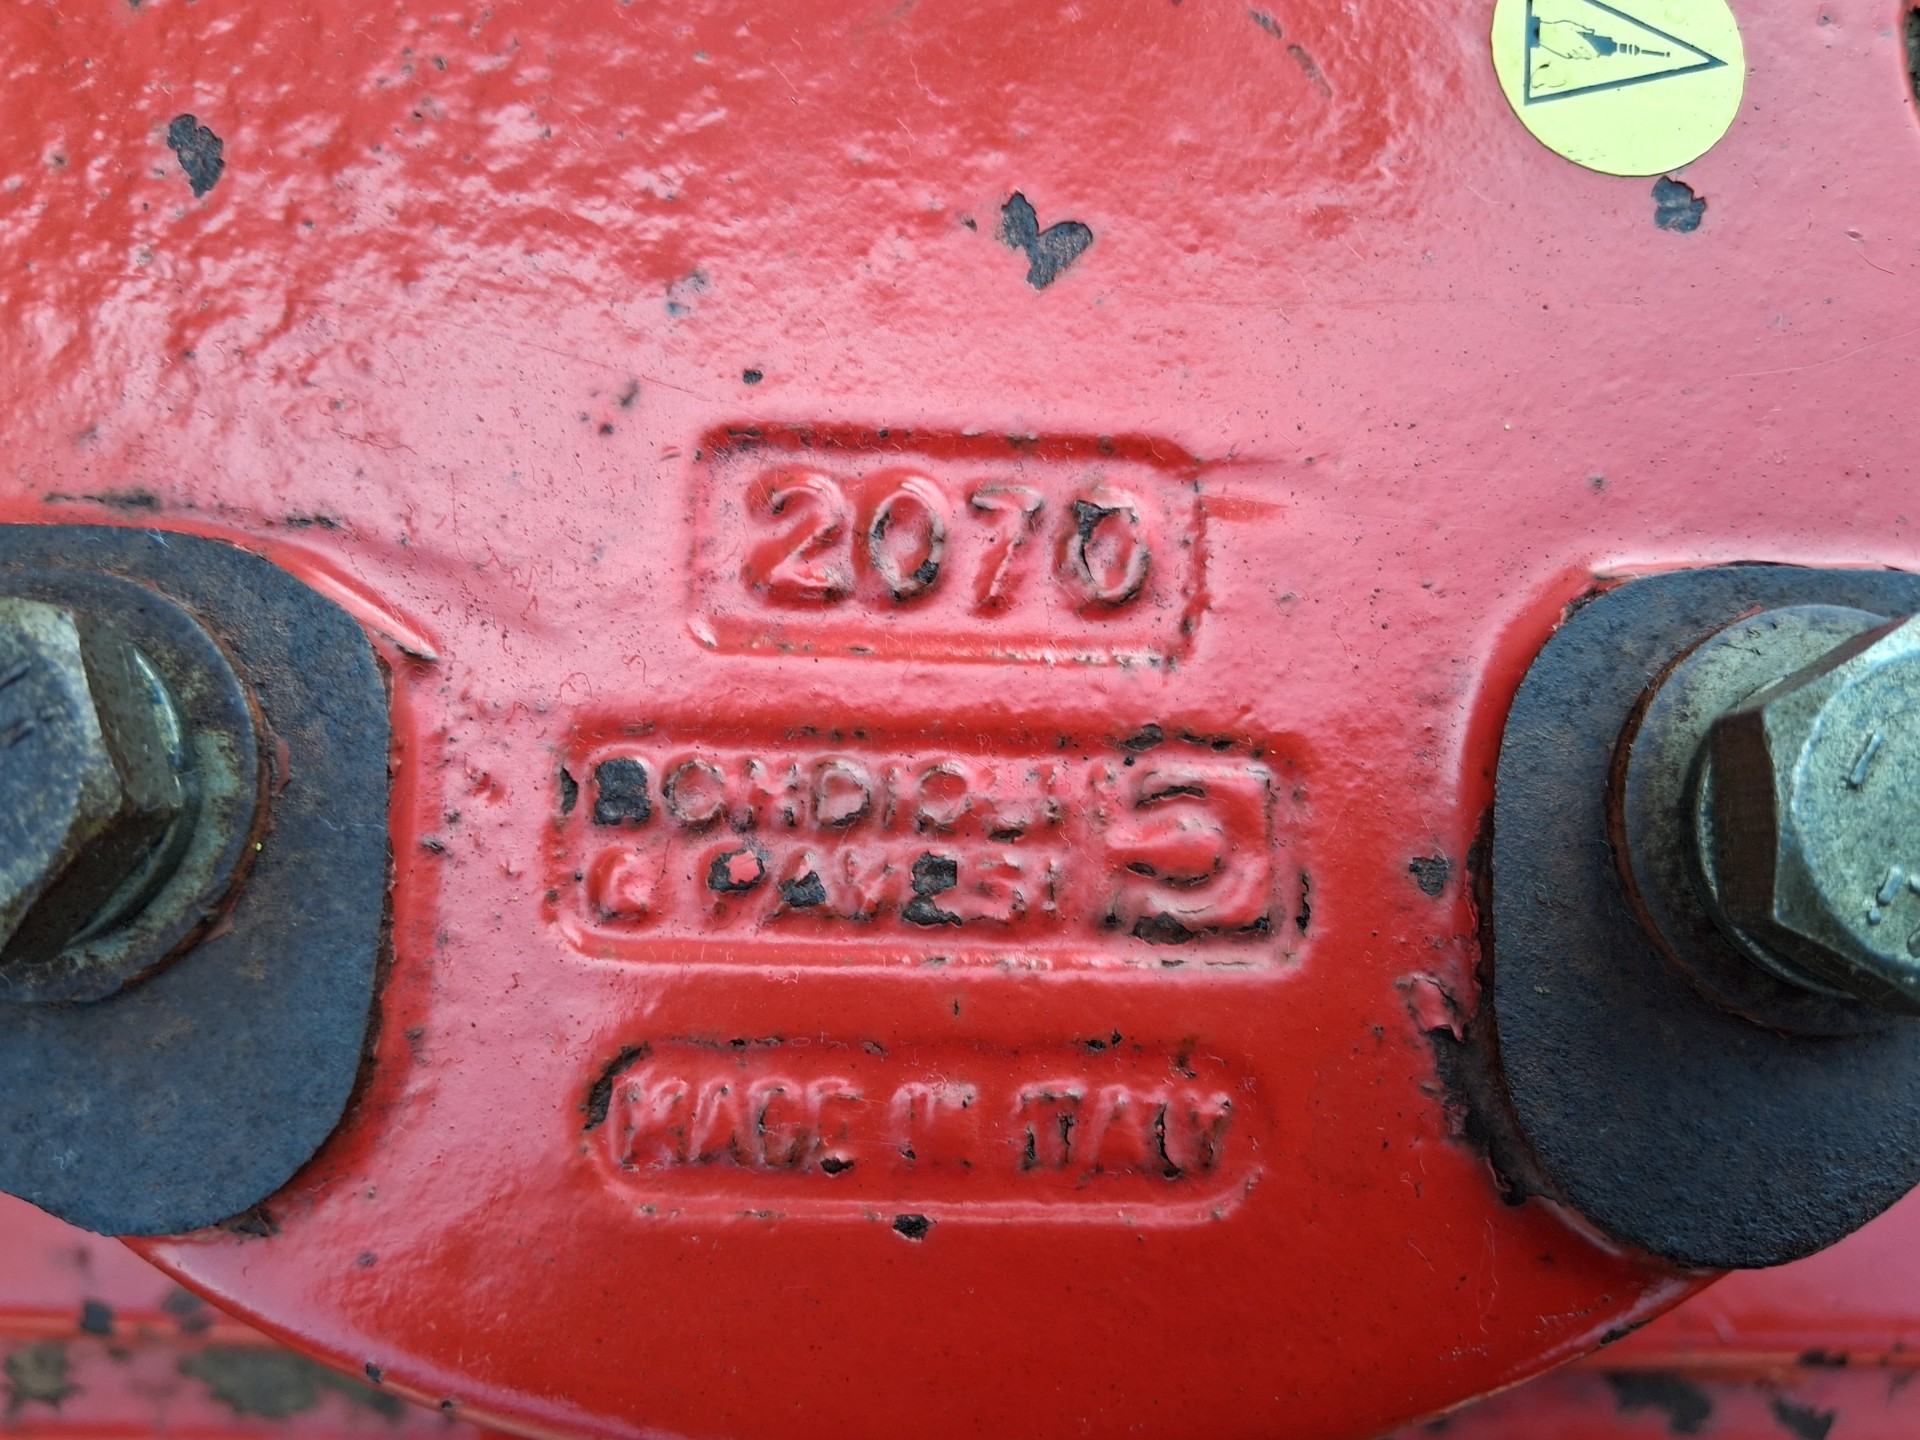 2070
BONDIOLI
& PAVESI
MADE IN ITALY